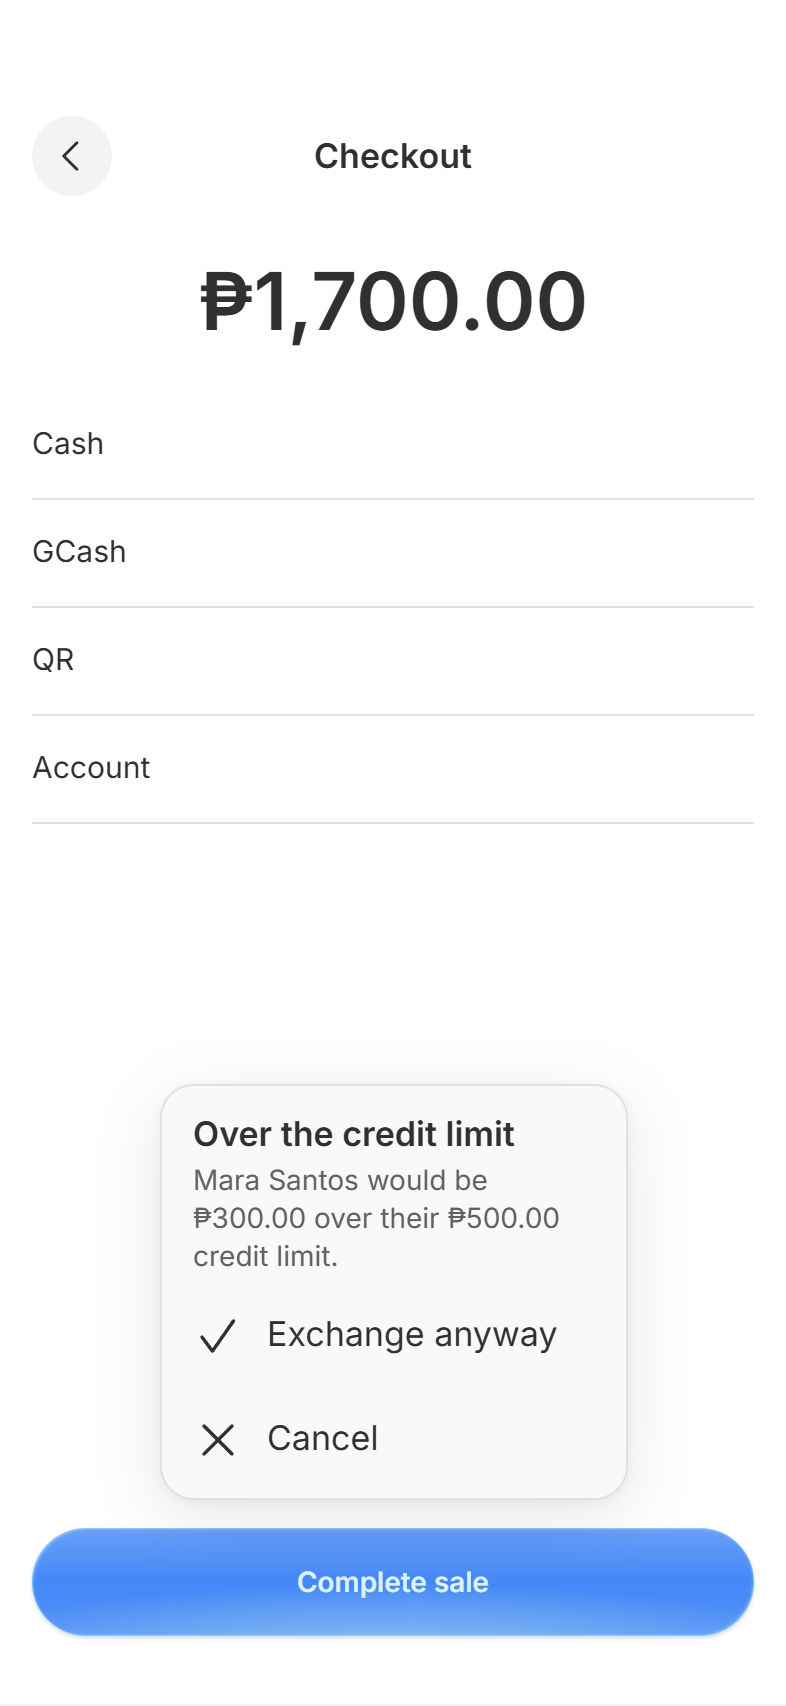 Checkout
₱1,700.00
Cash
GCash
QR
Account
Over the credit limit
Mara Santos would be
₱300.00 over their ₱500.00
credit limit.
Exchange anyway
Cancel
Complete sale